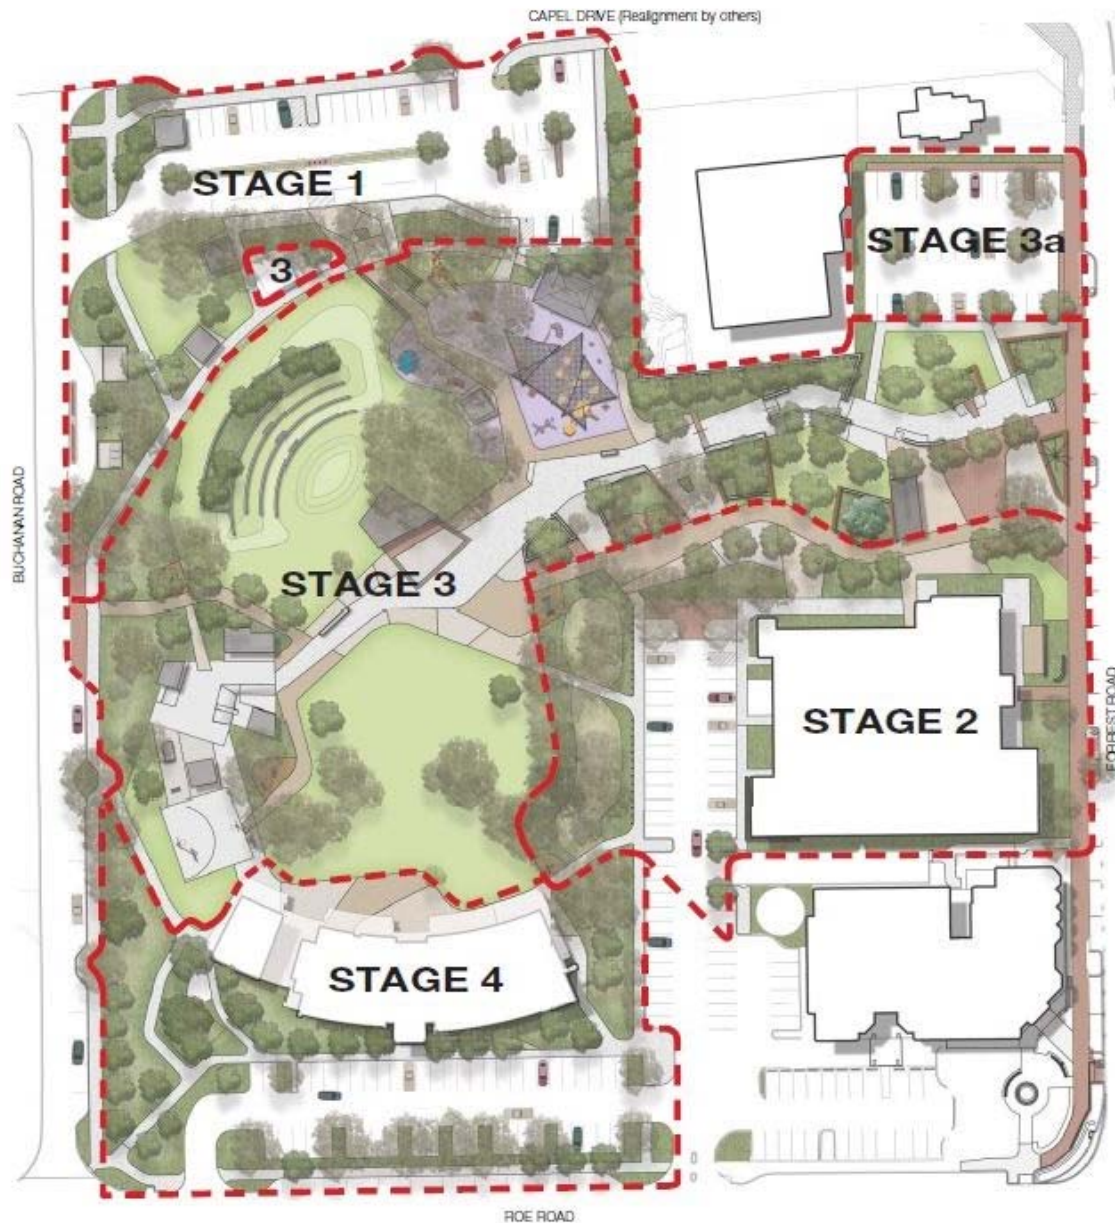 CAPEL DRIVE (Realignment by others)
STAGE 1
STAGE 3a
3
BUCHANAN ROAD
STAGE 3
FORREST ROAD
STAGE 2
STAGE 4
ROE ROAD